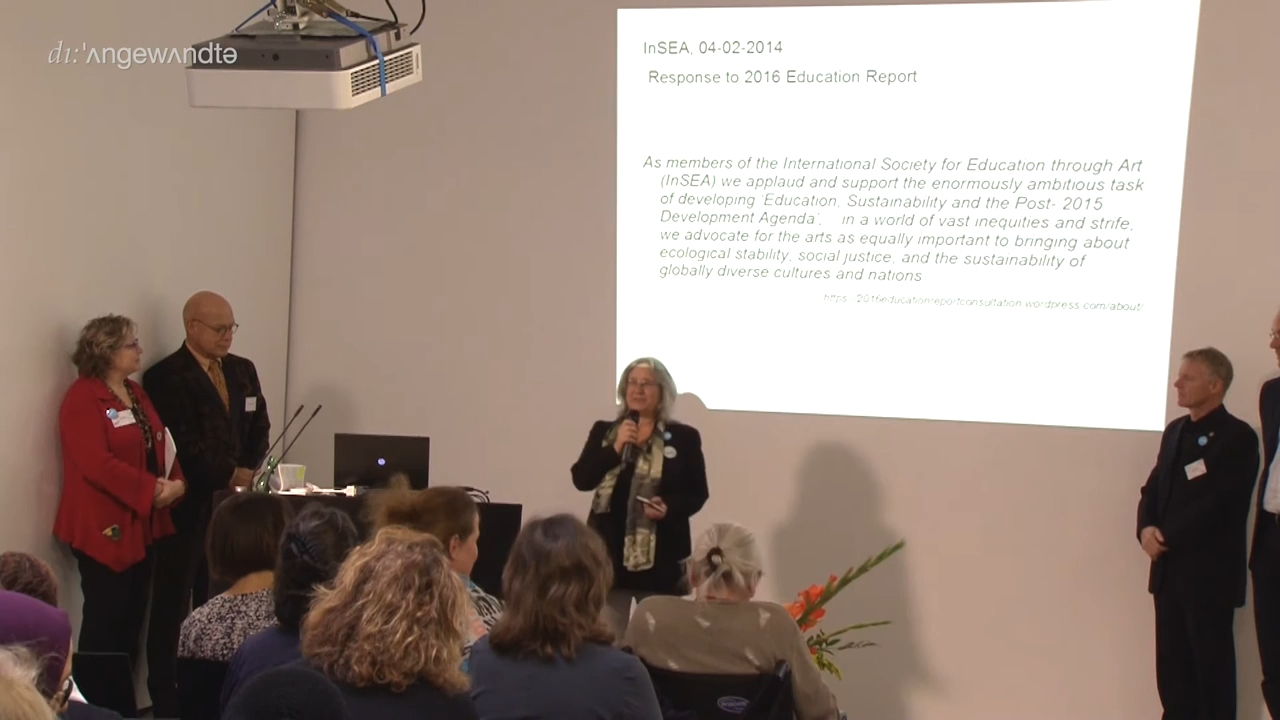 dı:'ʌngewʌndtə
InSEA, 04-02-2014
Response to 2016 Education Report
As members of the International Society for Education through Art
(InSEA) we applaud and support the enormously ambitious task
of developing 'Education, Sustainability and the Post- 2015
Development Agenda', in a world of vast inequities and strife,
we advocate for the arts as equally important to bringing about
ecological stability, social justice, and the sustainability of
globally diverse cultures and nations
https://2016educationreportconsultation.wordpress.com/about/